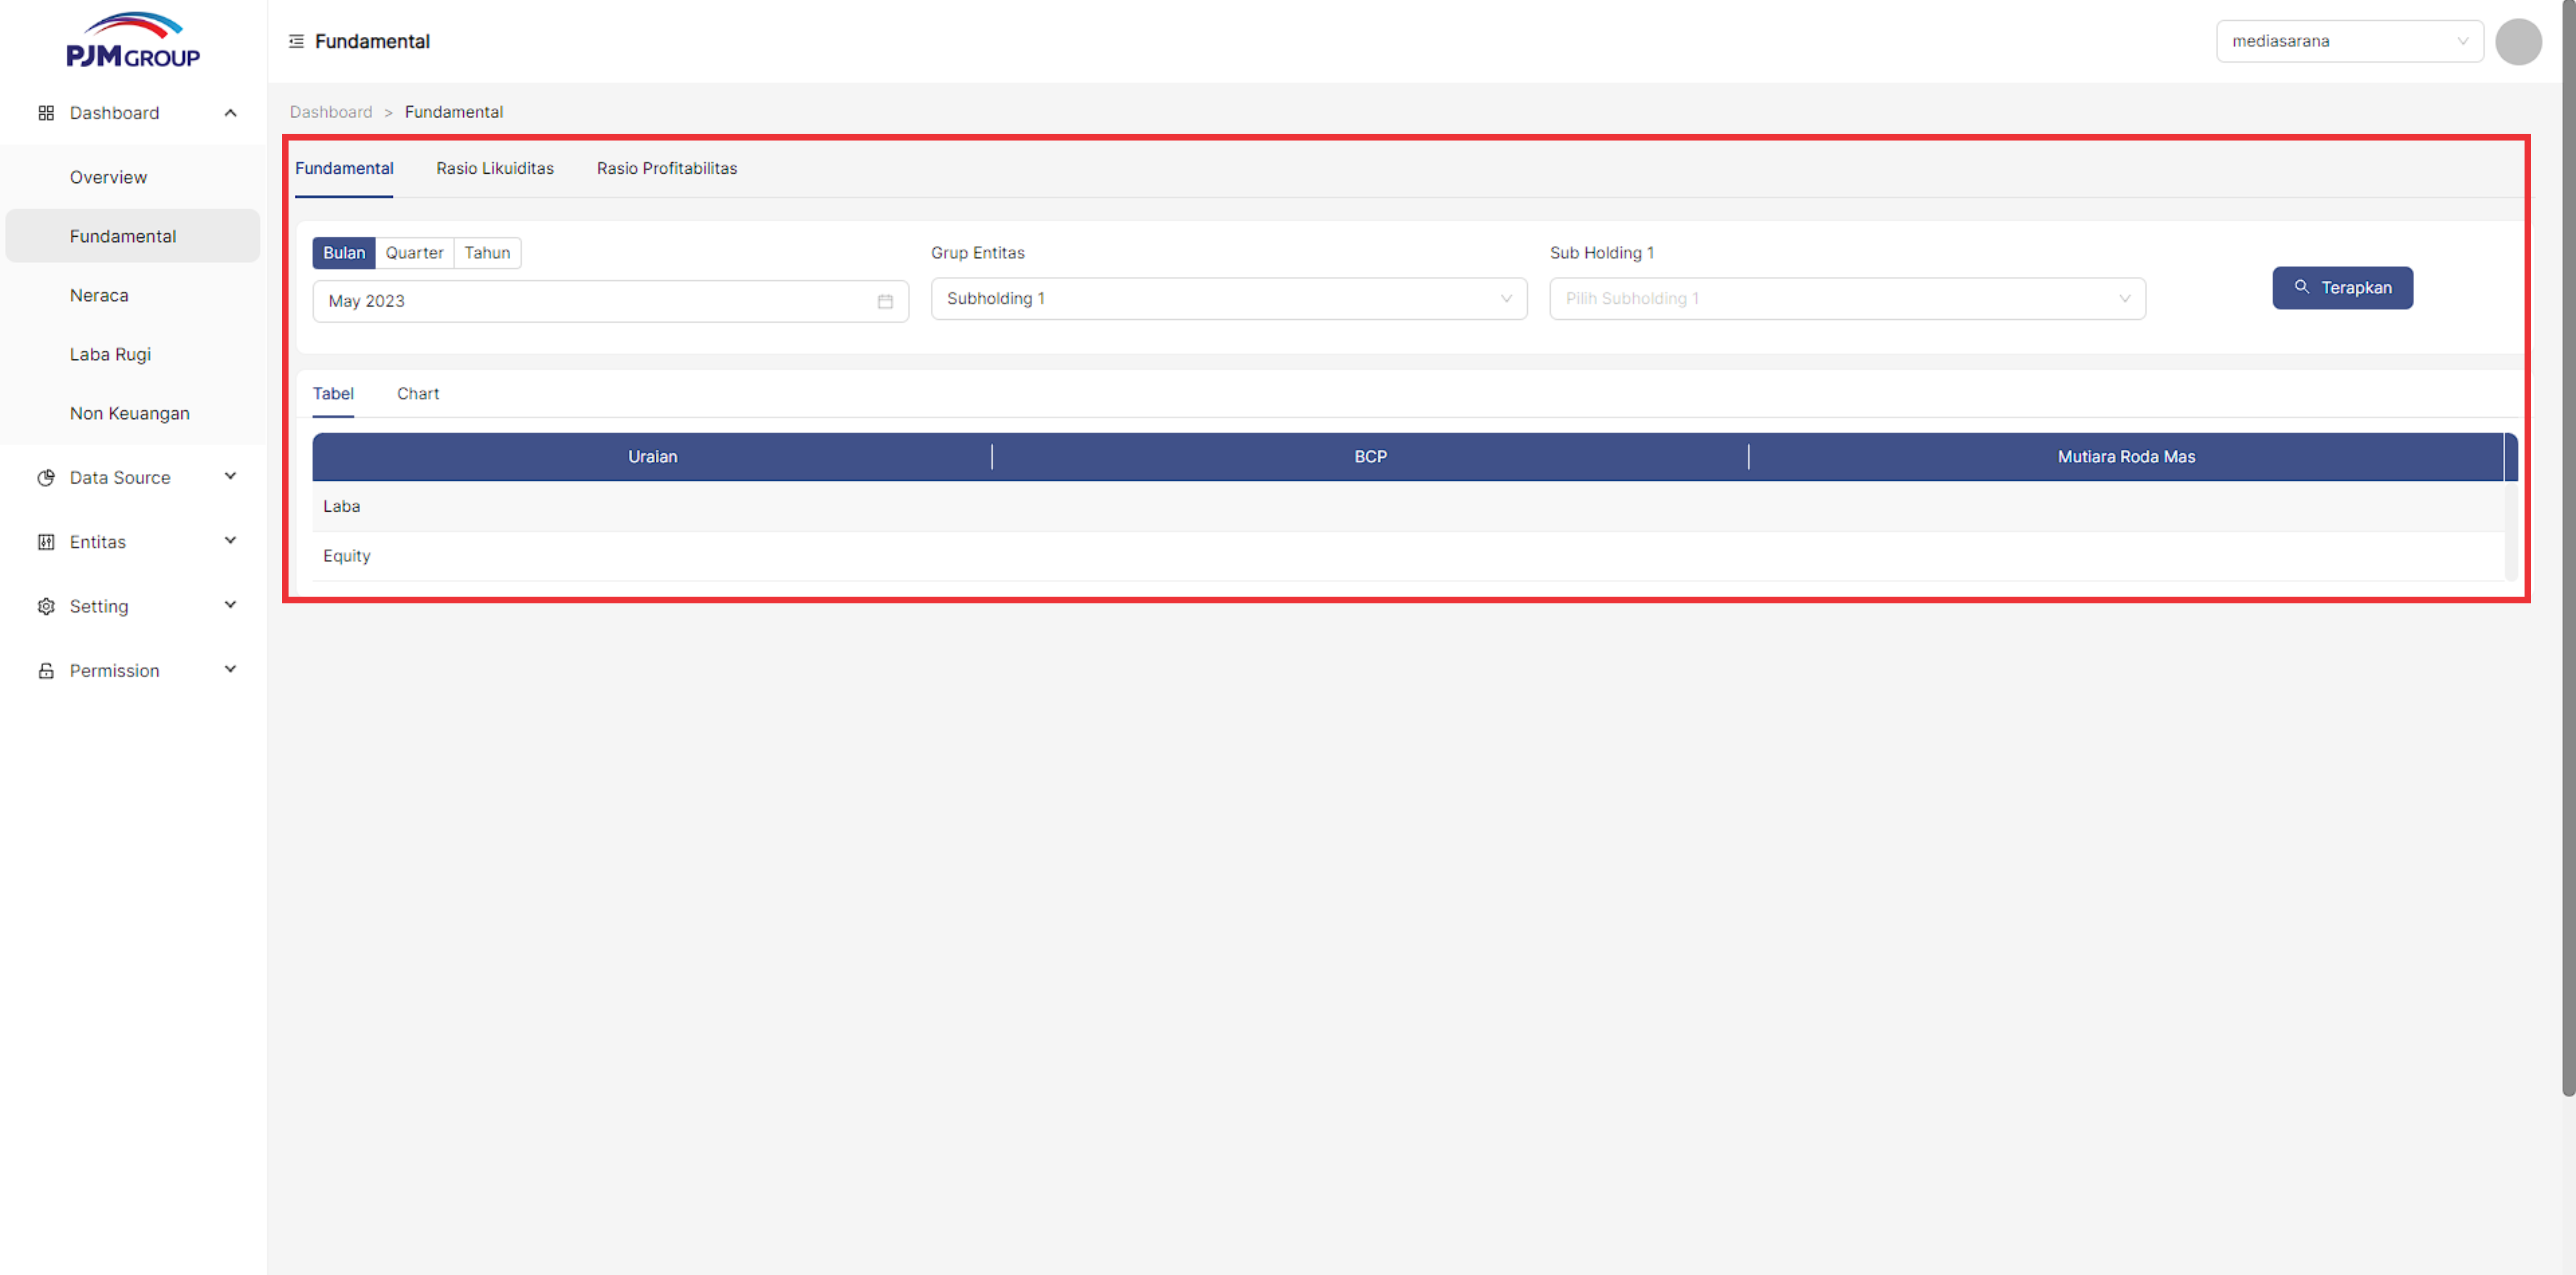 PJM GROUP
Fundamental
mediasarana
Dashboard
Overview
Fundamental
Neraca
Laba Rugi
Non Keuangan
Data Source
Entitas
Setting
Permission
Dashboard > Fundamental
Fundamental Rasio Likuiditas Rasio Profitabilitas
Bulan Quarter Tahun Grup Entitas Sub Holding 1
May 2023 Subholding 1 Pilih Subholding 1 Terapkan
Tabel Chart
Uraian BCP Mutiara Roda Mas
Laba
Equity